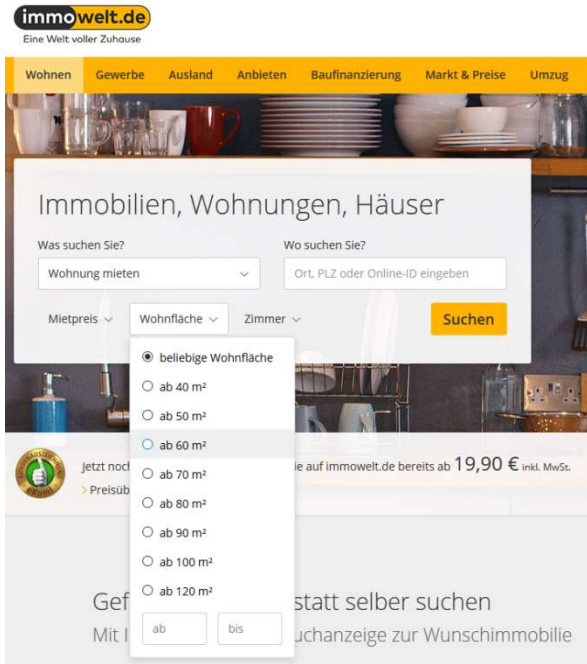 immowelt.de
Eine Welt voller Zuhause
Wohnen Gewerbe Ausland Anbieten Baufinanzierung Markt & Preise Umzug
Immobilien, Wohnungen, Häuser
Was suchen Sie? Wo suchen Sie?
Wohnung mieten Ort, PLZ oder Online-ID eingeben
Mietpreis Wohnfläche Zimmer Suchen
beliebige Wohnfläche
ab 40 m²
ab 50 m²
ab 60 m²
ab 70 m²
ab 80 m²
ab 90 m²
ab 100 m²
ab 120 m²
ab bis
Jetzt noch auf immowelt.de bereits ab 19,90 € inkl. MwSt.
statt selber suchen
Mit zur Wunschimmobilie